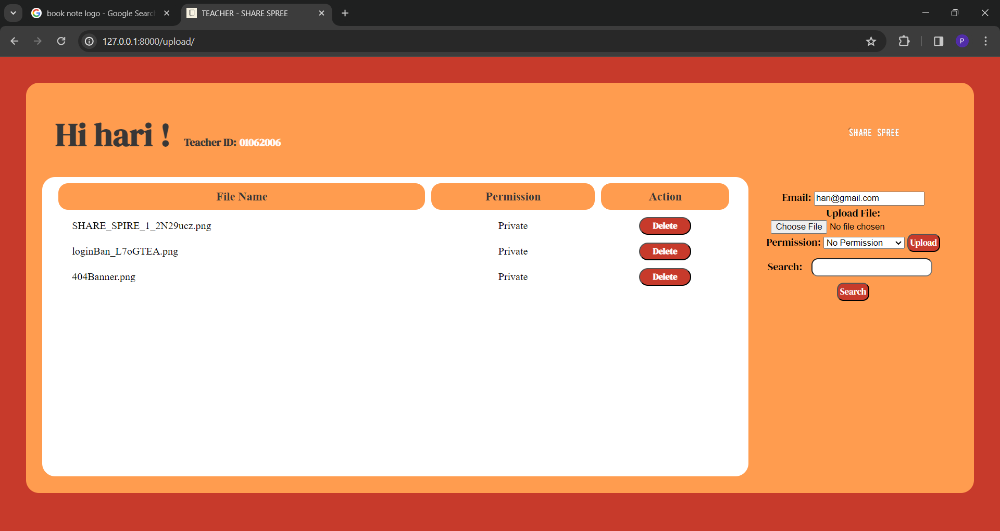 book note logo - Google Searc
TEACHER - SHARE SPREE
127.0.0.1:8000/upload/
P
Hi hari !
Teacher ID: 01062006
SHARE SPREE
File Name Permission Action
SHARE_SPIRE_1_2N29ucz.png Private Delete
loginBan_L7oGTEA.png Private Delete
404Banner.png Private Delete
Email: hari@gmail.com
Upload File:
Choose File No file chosen
Permission: No Permission Upload
Search:
Search